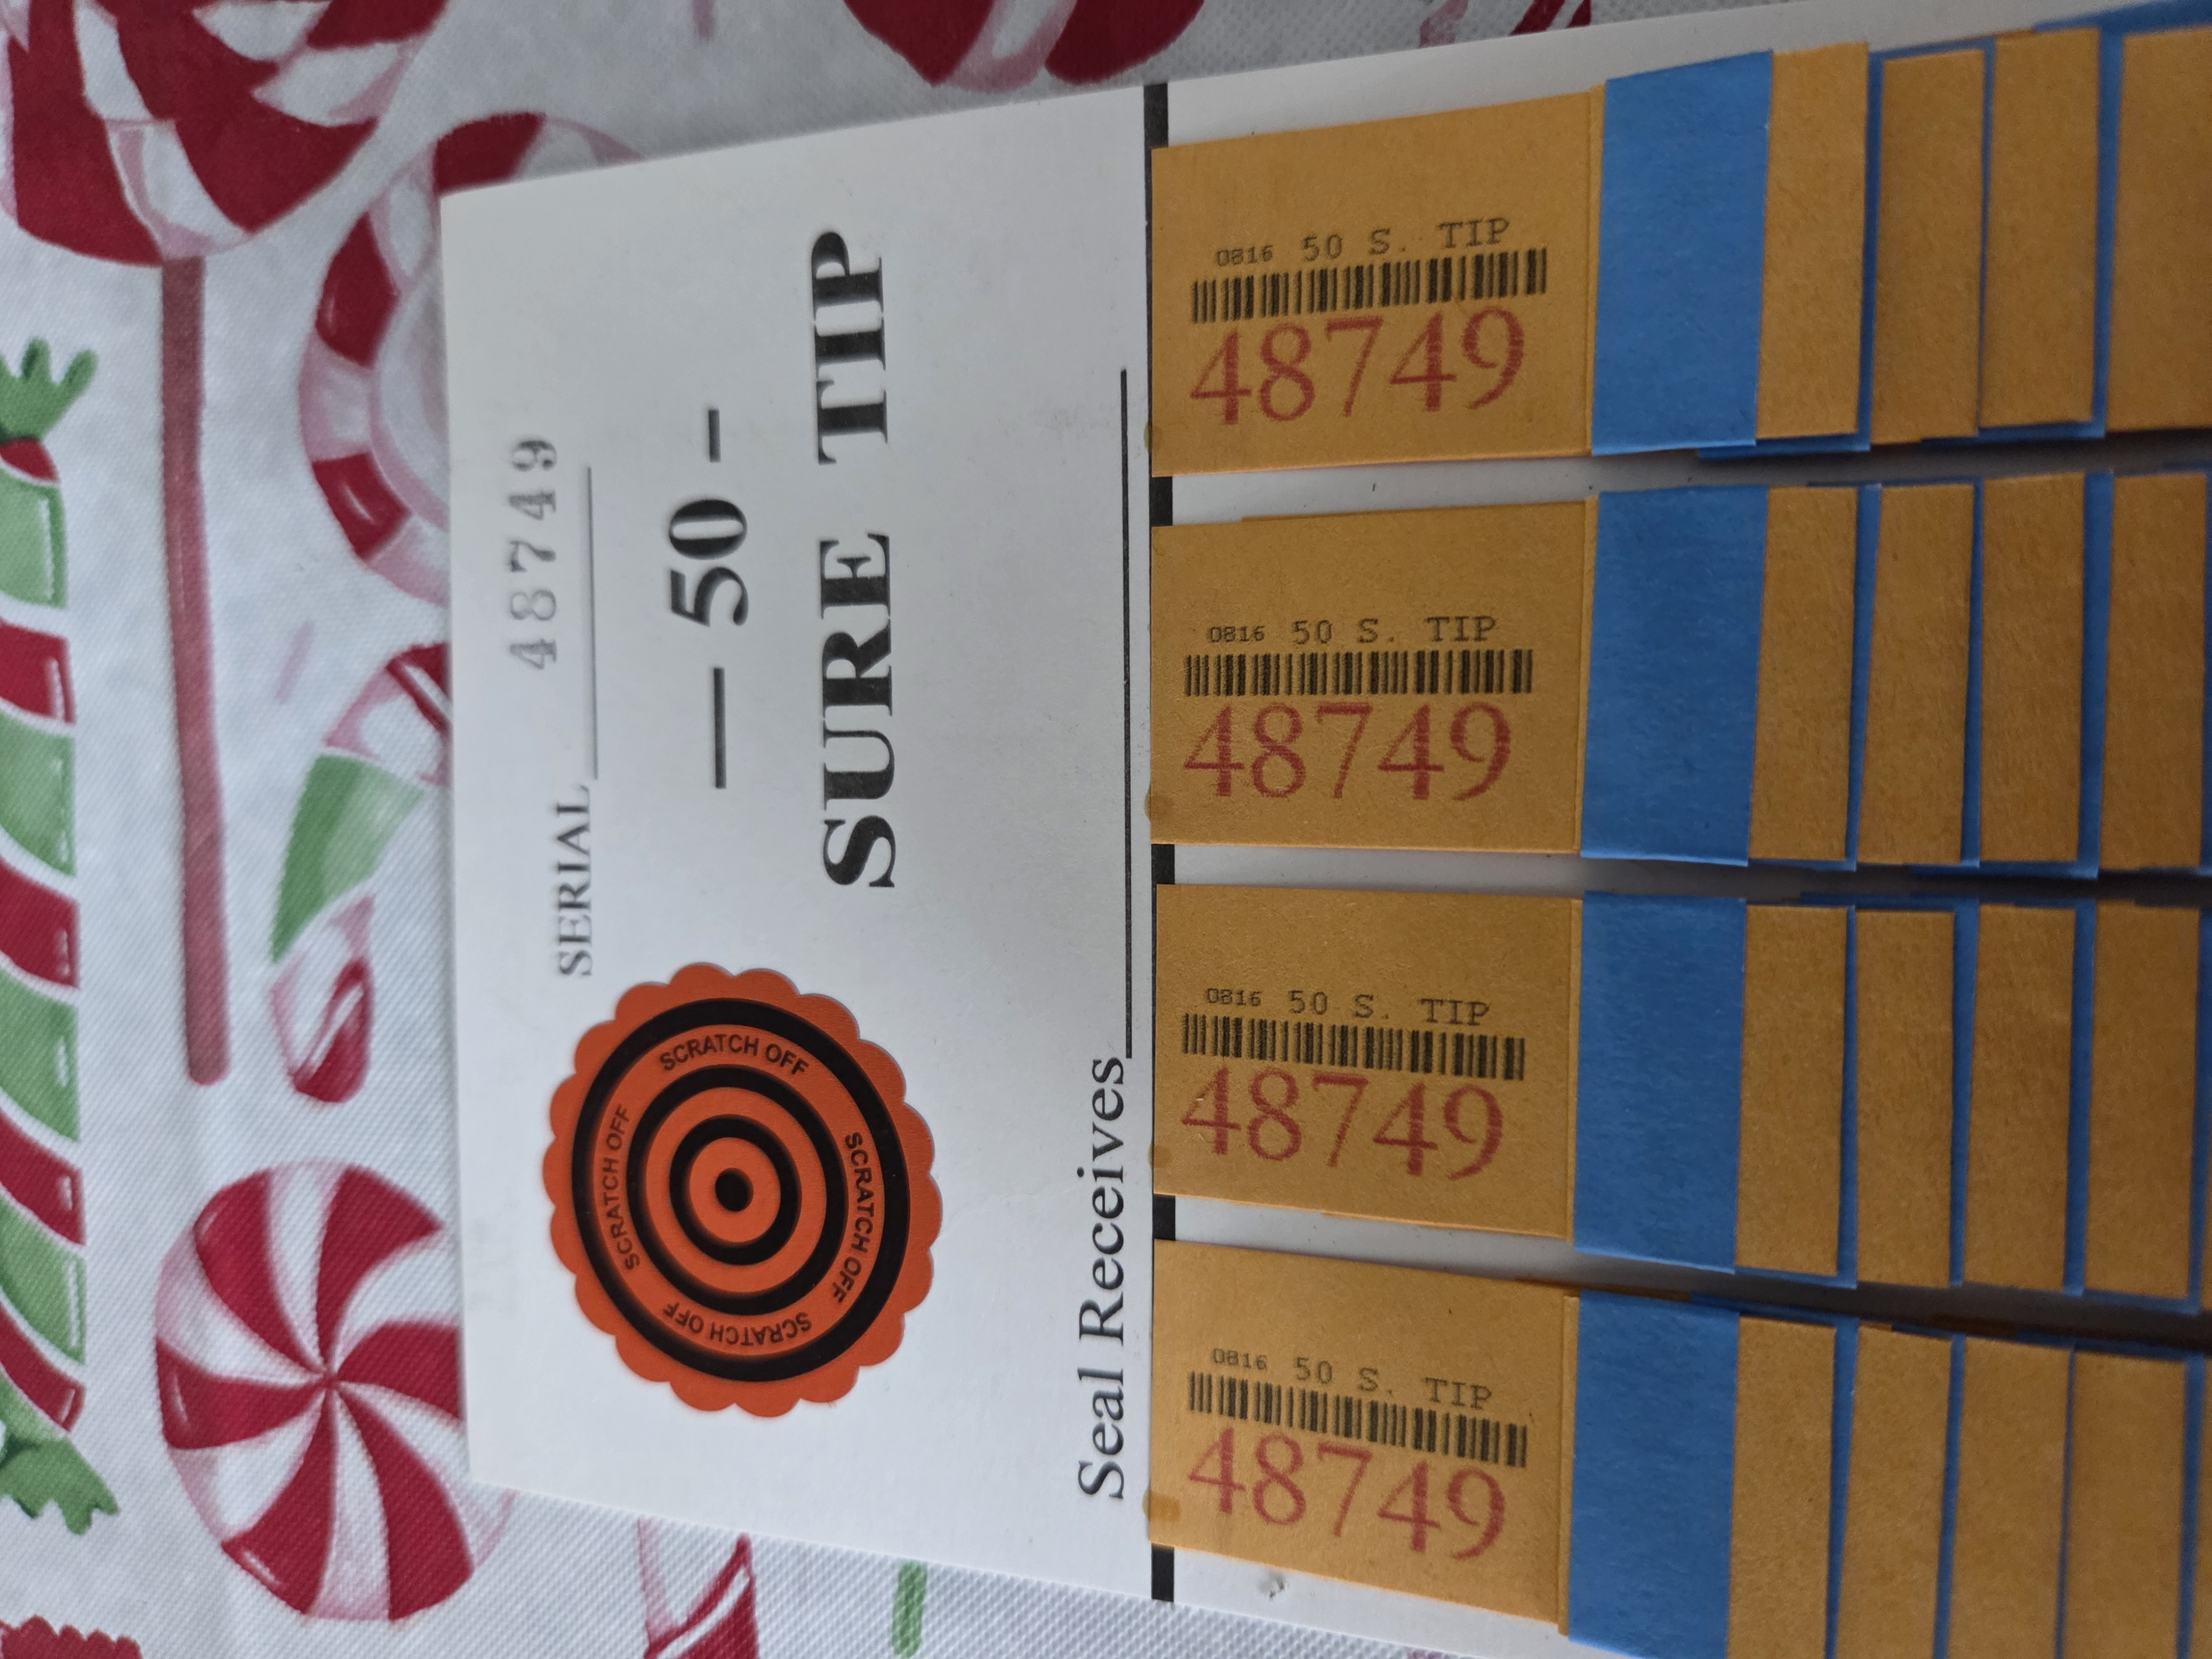 SERIAL 48749
— 50 -
SURE TIP
SCRATCH OFF SCRATCH OFF SCRATCH OFF SCRATCH OFF
Seal Receives
48749
0816 50 S. TIP
48749
0816 50 S. TIP
48749
0816 50 S. TIP
48749
0816 50 S. TIP